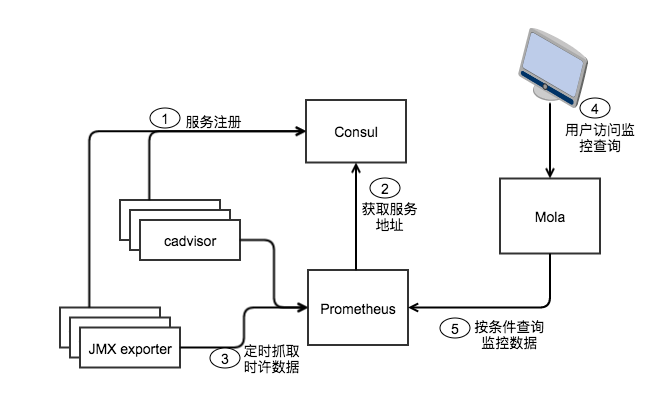 1
服务注册
Consul
4
用户访问监
控查询
2
获取服务
地址
cadvisor
Mola
Prometheus
JMX exporter
3
定时抓取
时许数据
5
按条件查询
监控数据